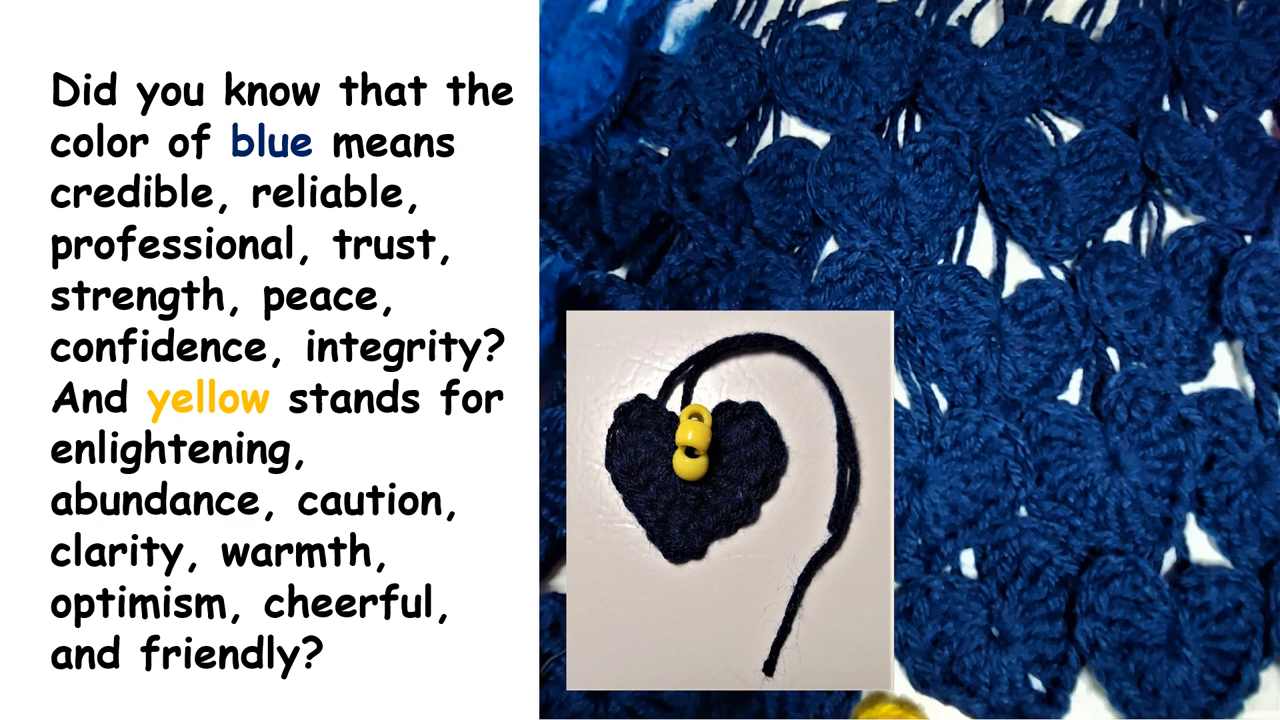 Did you know that the
color of blue means
credible, reliable,
professional, trust,
strength, peace,
confidence, integrity?
And yellow stands for
enlightening,
abundance, caution,
clarity, warmth,
optimism, cheerful,
and friendly?